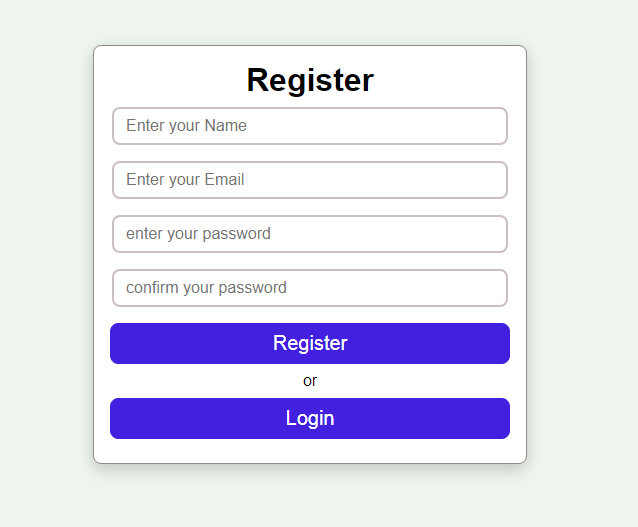 Register
Enter your Name
Enter your Email
enter your password
confirm your password
Register
or
Login